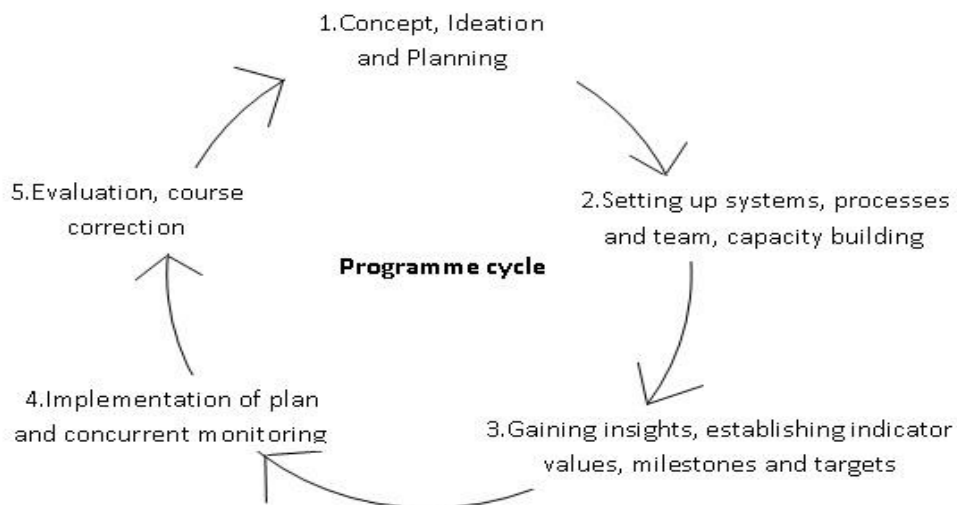 1.Concept, Ideation
and Planning
2.Setting up systems, processes
and team, capacity building
3.Gaining insights, establishing indicator
values, milestones and targets
4.Implementation of plan
and concurrent monitoring
5.Evaluation, course
correction
Programme cycle